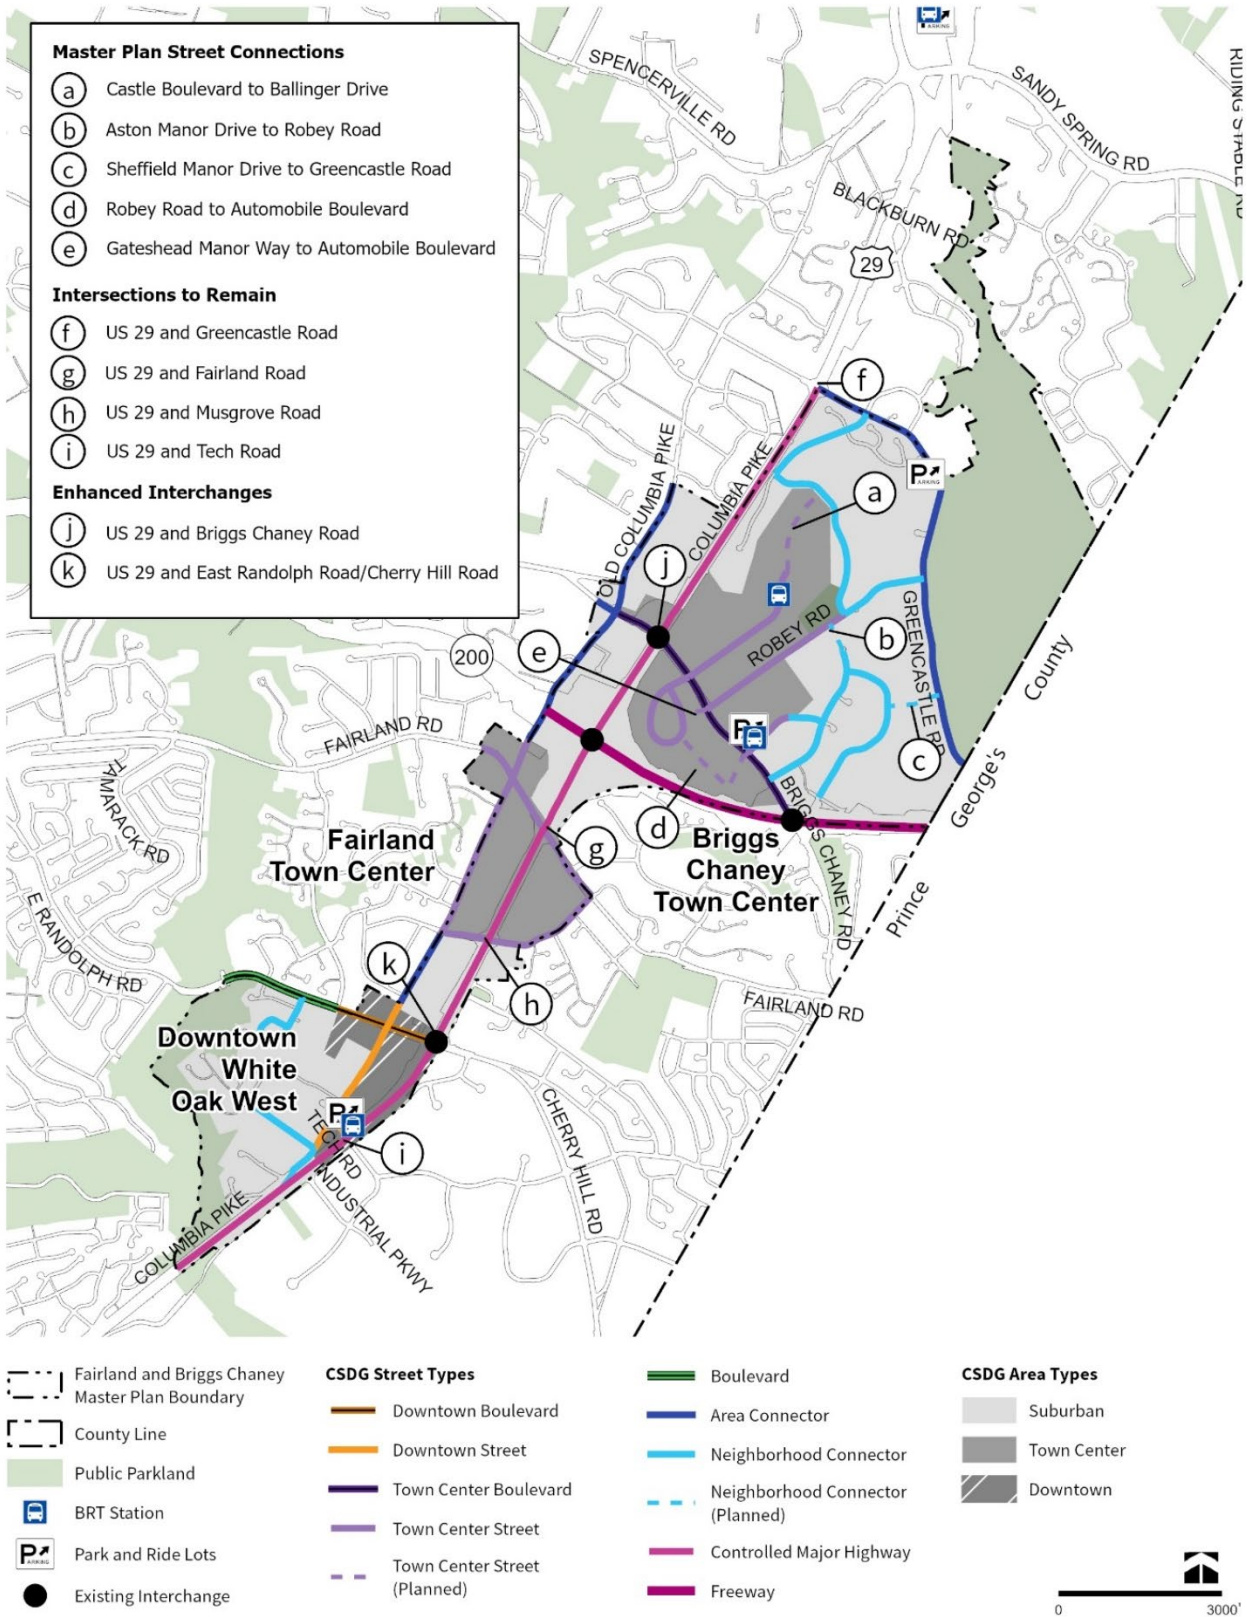 Master Plan Street Connections
a Castle Boulevard to Ballinger Drive
b Aston Manor Drive to Robey Road
c Sheffield Manor Drive to Greencastle Road
d Robey Road to Automobile Boulevard
e Gateshead Manor Way to Automobile Boulevard
Intersections to Remain
f US 29 and Greencastle Road
g US 29 and Fairland Road
h US 29 and Musgrove Road
i US 29 and Tech Road
Enhanced Interchanges
j US 29 and Briggs Chaney Road
k US 29 and East Randolph Road/Cherry Hill Road
PARKING
SPENCERVILLE RD
SANDY SPRING RD
RIDING STABLE RD
BLACKBURN RD
29
f
OLD COLUMBIA PIKE
COLUMBIA PIKE
P
PARKING
a
j
ROBEY RD
GREENCASTLE RD
b
e
200
County
George's
Prince
FAIRLAND RD
P
c
TAMARACK RD
d
BRIGGS CHANEY RD
g
Fairland
Town Center
Briggs
Chaney
Town Center
E RANDOLPH RD
k
h
FAIRLAND RD
Downtown
White
Oak West
P
TECH RD
i
CHERRY HILL RD
INDUSTRIAL PKWY
COLUMBIA PIKE
Fairland and Briggs Chaney
Master Plan Boundary
County Line
Public Parkland
BRT Station
P
PARKING
Park and Ride Lots
Existing Interchange
CSDG Street Types
Downtown Boulevard
Downtown Street
Town Center Boulevard
Town Center Street
Town Center Street
(Planned)
Boulevard
Area Connector
Neighborhood Connector
Neighborhood Connector
(Planned)
Controlled Major Highway
Freeway
CSDG Area Types
Suburban
Town Center
Downtown
0 3000'